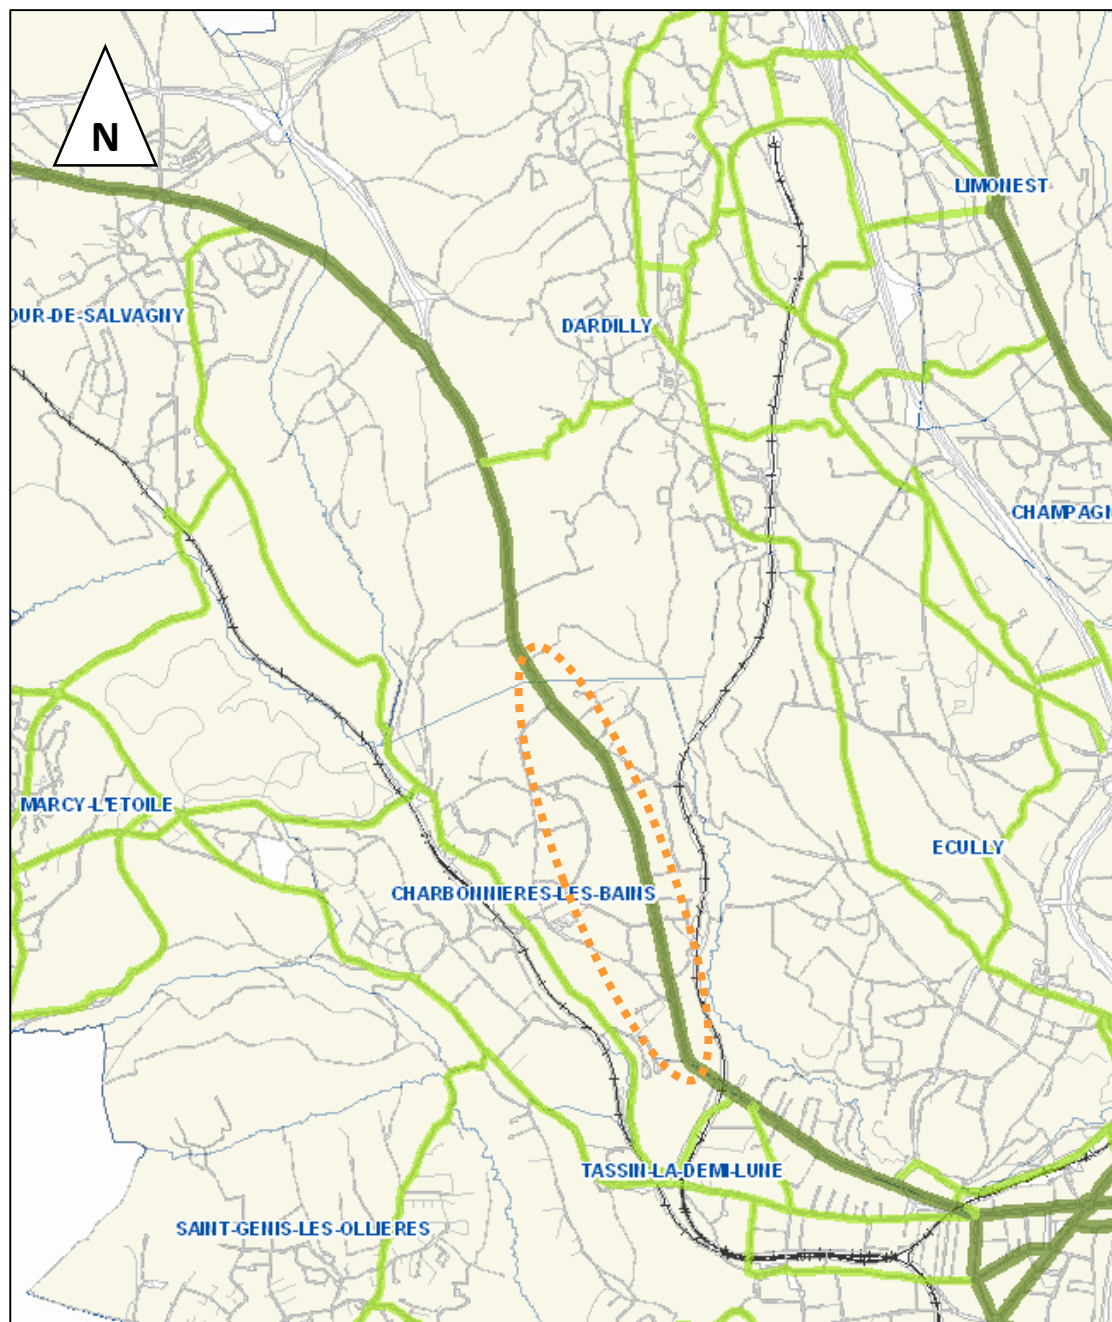 N
LIMONEST
OUR-DE-SALVAGNY
DARDILLY
CHAMPAGN
MARCY-L'ETOILE
ECULLY
CHARBONNIERES-LES-BAINS
TASSIN-LA-DEMI-LUNE
SAINT-GENIS-LES-OLLIERES